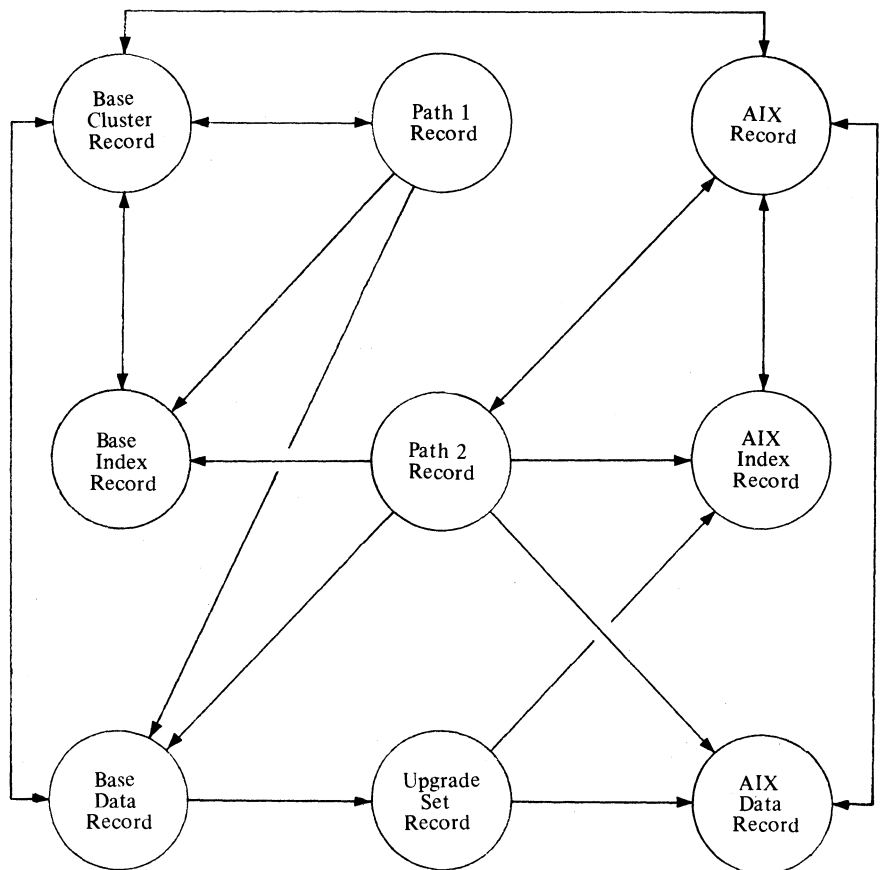 Base
Cluster
Record
Path 1
Record
AIX
Record
Base
Index
Record
Path 2
Record
AIX
Index
Record
Base
Data
Record
Upgrade
Set
Record
AIX
Data
Record